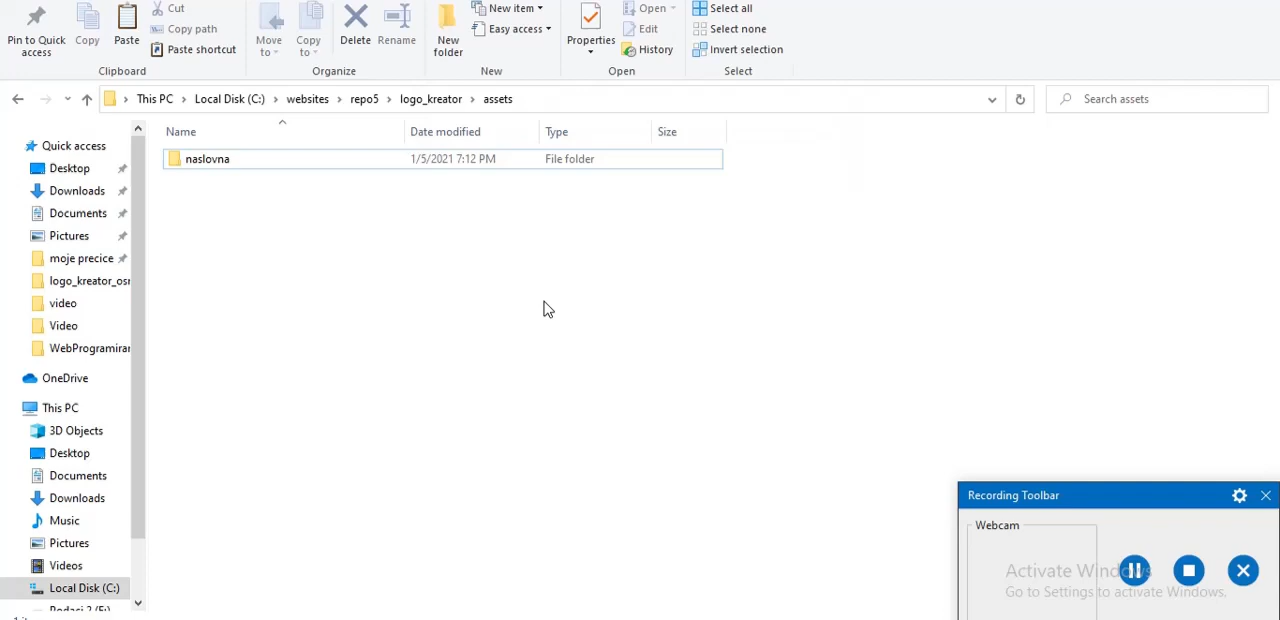 Pin to Quick access
Copy
Paste
Cut
Copy path
Paste shortcut
Clipboard
Move to
Copy to
Delete
Rename
Organize
New folder
New item
Easy access
New
Properties
Open
Edit
History
Open
Select all
Select none
Invert selection
Select
This PC > Local Disk (C:) > websites > repo5 > logo_kreator > assets
Search assets
Name Date modified Type Size
naslovna 1/5/2021 7:12 PM File folder
Quick access
Desktop
Downloads
Documents
Pictures
moje precice
logo_kreator_osn
video
Video
WebProgramiran
OneDrive
This PC
3D Objects
Desktop
Documents
Downloads
Music
Pictures
Videos
Local Disk (C:)
Recording Toolbar
Webcam
Activate Windows
Go to Settings to activate Windows.